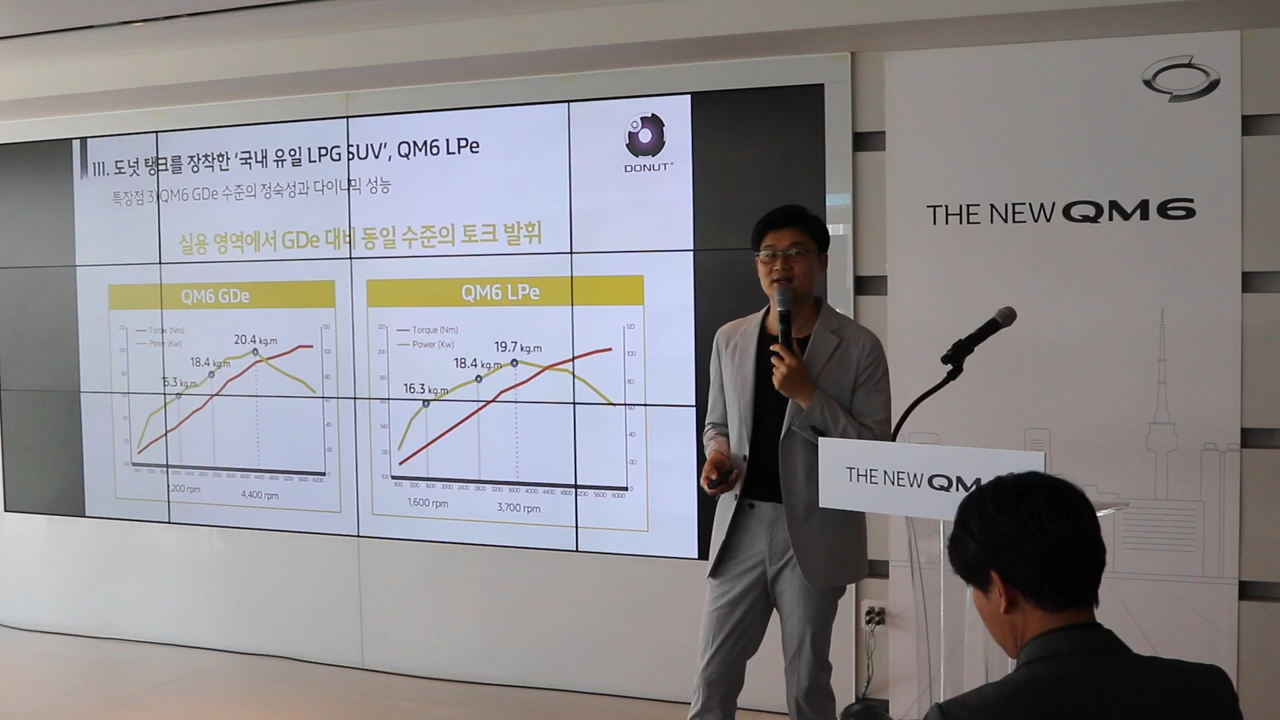 III. 도넛 탱크를 장착한 '국내 유일 LPG SUV', QM6 LPe
특장점 3) QM6 GDe 수준의 정숙성과 다이나믹 성능
DONUT
실용 영역에서 GDe 대비 동일 수준의 토크 발휘
QM6 GDe
Torque (Nm)
Power (Kw)
20.4 kg.m
18.4 kg.m
5.3 kg.m
,200 rpm
4,400 rpm
QM6 LPe
Torque (Nm)
Power (Kw)
19.7 kg.m
18.4 kg.m
16.3 kg.m
1,600 rpm
3,700 rpm
THE NEW QM6
THE NEW QM